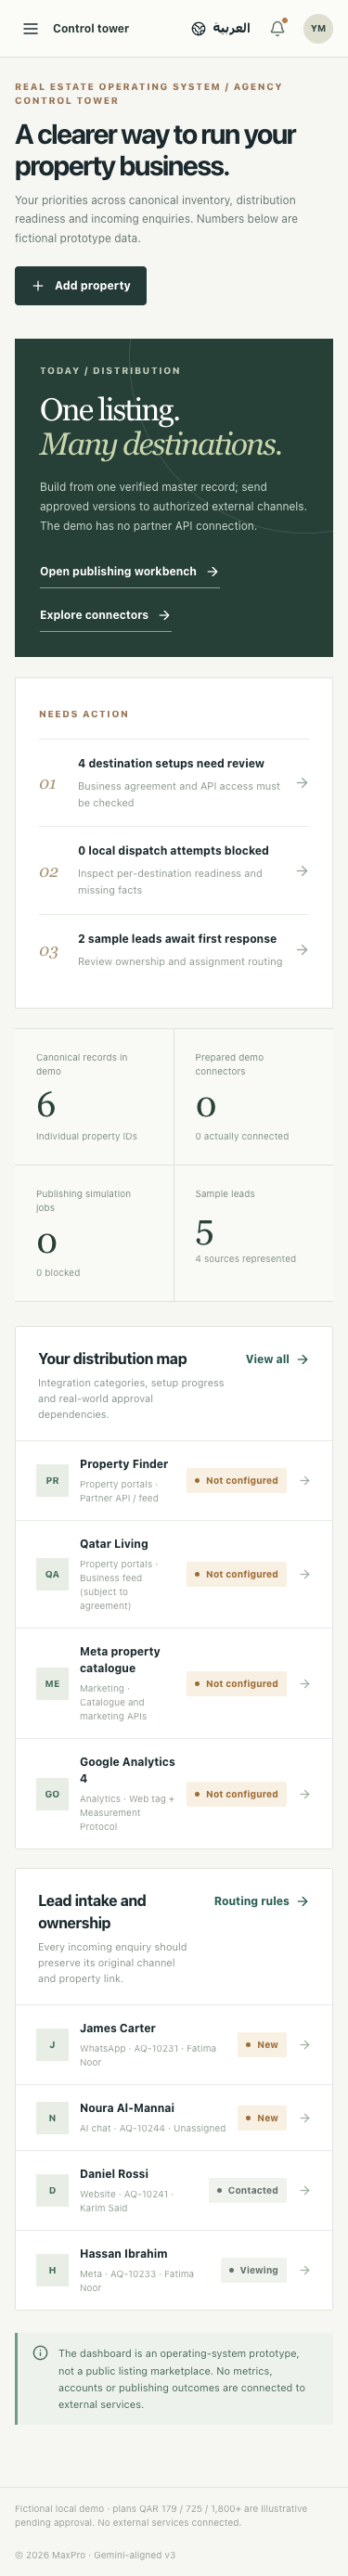 Control tower
العربية
YM
REAL ESTATE OPERATING SYSTEM / AGENCY
CONTROL TOWER
A clearer way to run your
property business.
Your priorities across canonical inventory, distribution
readiness and incoming enquiries. Numbers below are
fictional prototype data.
Add property
TODAY / DISTRIBUTION
One listing.
Many destinations.
Build from one verified master record; send
approved versions to authorized external channels.
The demo has no partner API connection.
Open publishing workbench
Explore connectors
NEEDS ACTION
01
4 destination setups need review
Business agreement and API access must
be checked
02
0 local dispatch attempts blocked
Inspect per-destination readiness and
missing facts
03
2 sample leads await first response
Review ownership and assignment routing
Canonical records in
demo
6
Individual property IDs
Prepared demo
connectors
0
0 actually connected
Publishing simulation
jobs
0
0 blocked
Sample leads
5
4 sources represented
Your distribution map
View all
Integration categories, setup progress
and real-world approval
dependencies.
PR
Property Finder
Property portals ·
Partner API / feed
Not configured
QA
Qatar Living
Property portals ·
Business feed
(subject to
agreement)
Not configured
ME
Meta property
catalogue
Marketing ·
Catalogue and
marketing APIs
Not configured
GO
Google Analytics
4
Analytics · Web tag +
Measurement
Protocol
Not configured
Lead intake and
ownership
Routing rules
Every incoming enquiry should
preserve its original channel
and property link.
J
James Carter
WhatsApp · AQ-10231 · Fatima
Noor
New
N
Noura Al-Mannai
AI chat · AQ-10244 · Unassigned
New
D
Daniel Rossi
Website · AQ-10241 ·
Karim Said
Contacted
H
Hassan Ibrahim
Meta · AQ-10233 · Fatima
Noor
Viewing
The dashboard is an operating-system prototype,
not a public listing marketplace. No metrics,
accounts or publishing outcomes are connected to
external services.
Fictional local demo · plans QAR 179 / 725 / 1,800+ are illustrative
pending approval. No external services connected.
© 2026 MaxPro · Gemini-aligned v3